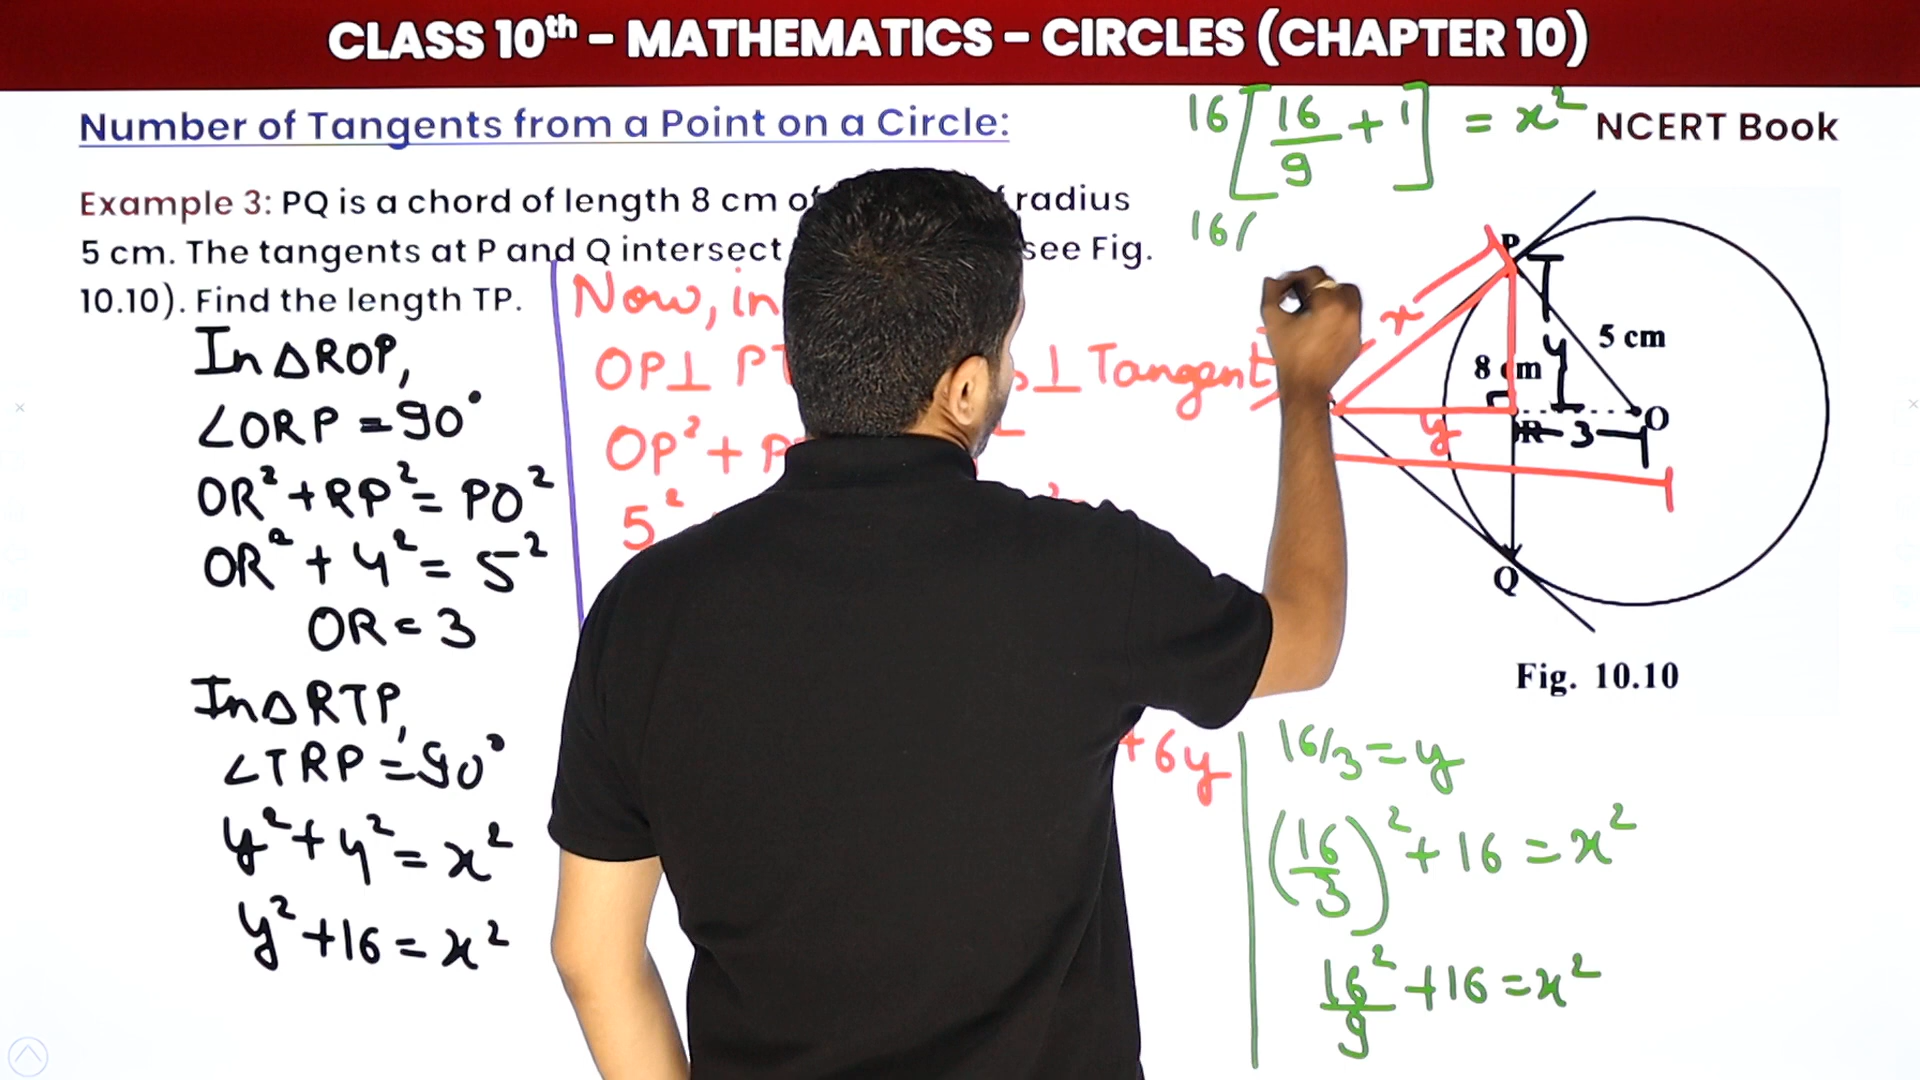 CLASS 10th - MATHEMATICS - CIRCLES (CHAPTER 10)
Number of Tangents from a Point on a Circle:
NCERT Book
Example 3: PQ is a chord of length 8 cm of radius
5 cm. The tangents at P and Q intersect see Fig.
10.10). Find the length TP.
In △ROP,
∠ORP = 90°
OR² + RP² = PO²
OR² + 4² = 5²
OR = 3
In △RTP,
∠TRP = 90°
y² + 4² = x²
y² + 16 = x²
Now, in
OP ⊥ PT ⊥ Tangent
OP² + P
5²
+ 6y
16/3 = y
(16/3)² + 16 = x²
16²/9 + 16 = x²
16[16/9 + 1] = x²
16(
P
x
5 cm
8 cm
4
O
y
R
3
Q
Fig. 10.10